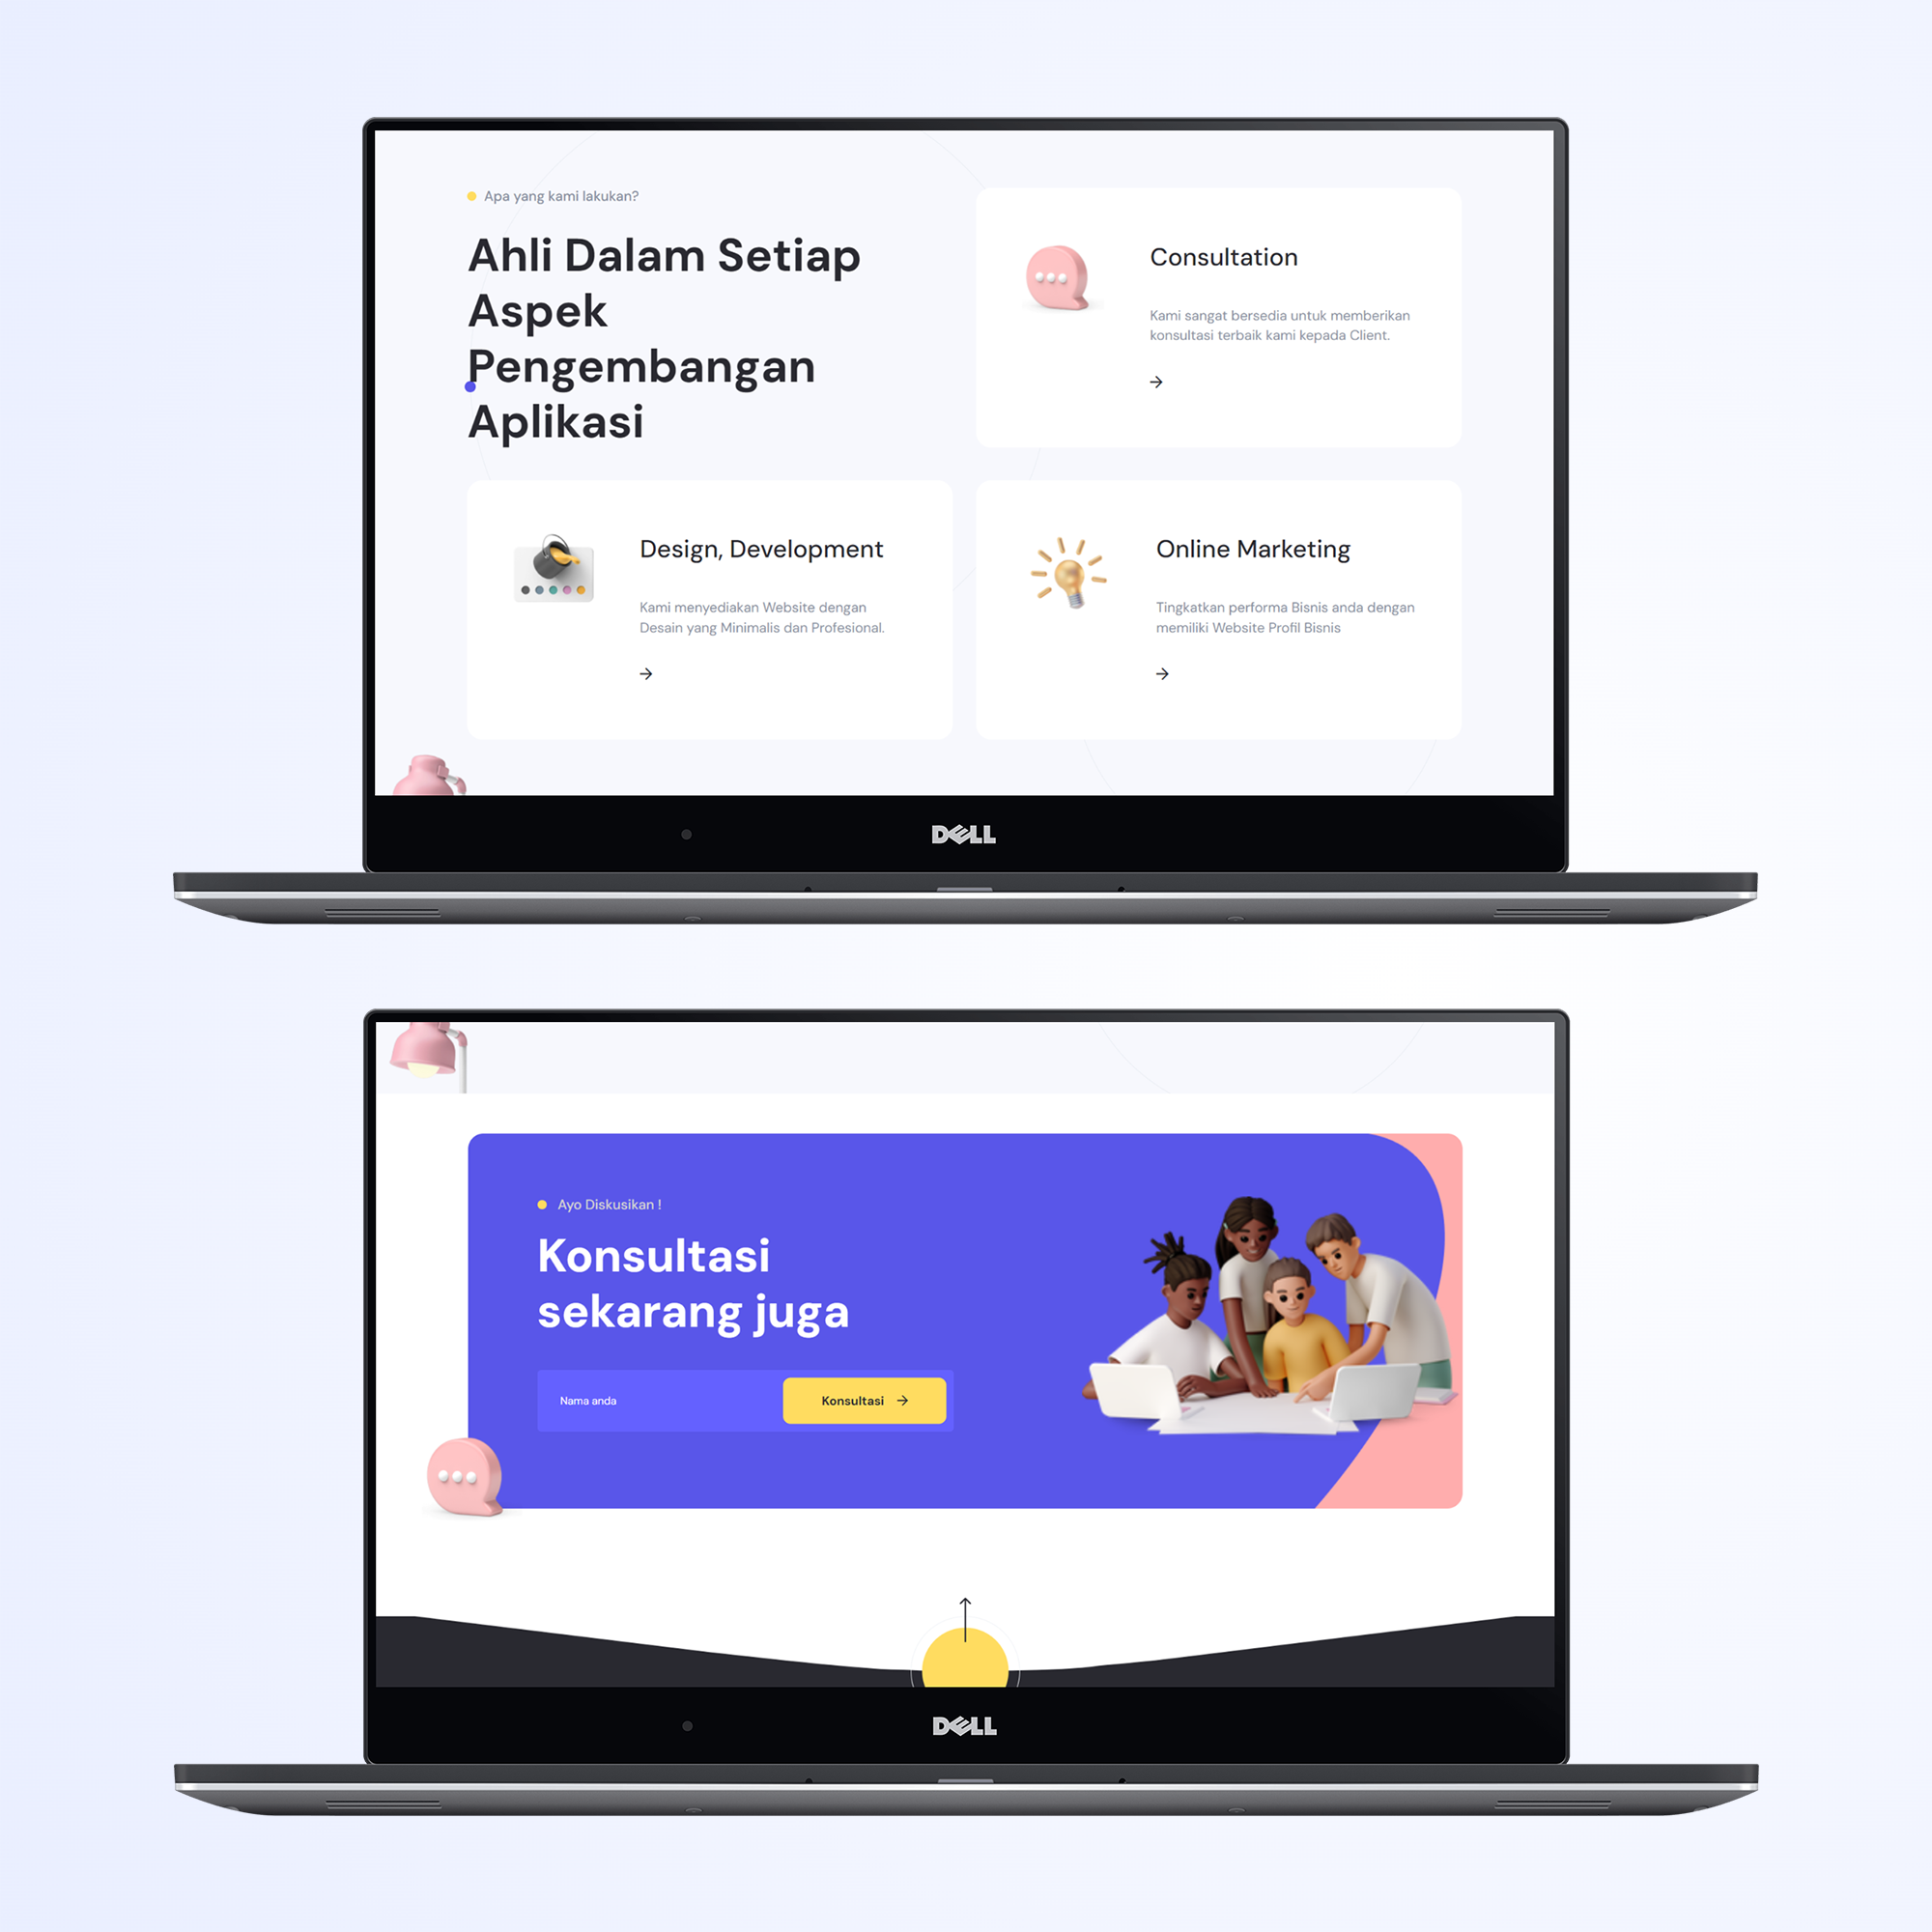 Apa yang kami lakukan?
Ahli Dalam Setiap
Aspek
Pengembangan
Aplikasi
Consultation
Kami sangat bersedia untuk memberikan
konsultasi terbaik kami kepada Client.
Design, Development
Kami menyediakan Website dengan
Desain yang Minimalis dan Profesional.
Online Marketing
Tingkatkan performa Bisnis anda dengan
memiliki Website Profil Bisnis
DELL
Ayo Diskusikan !
Konsultasi
sekarang juga
Nama anda
Konsultasi
DELL